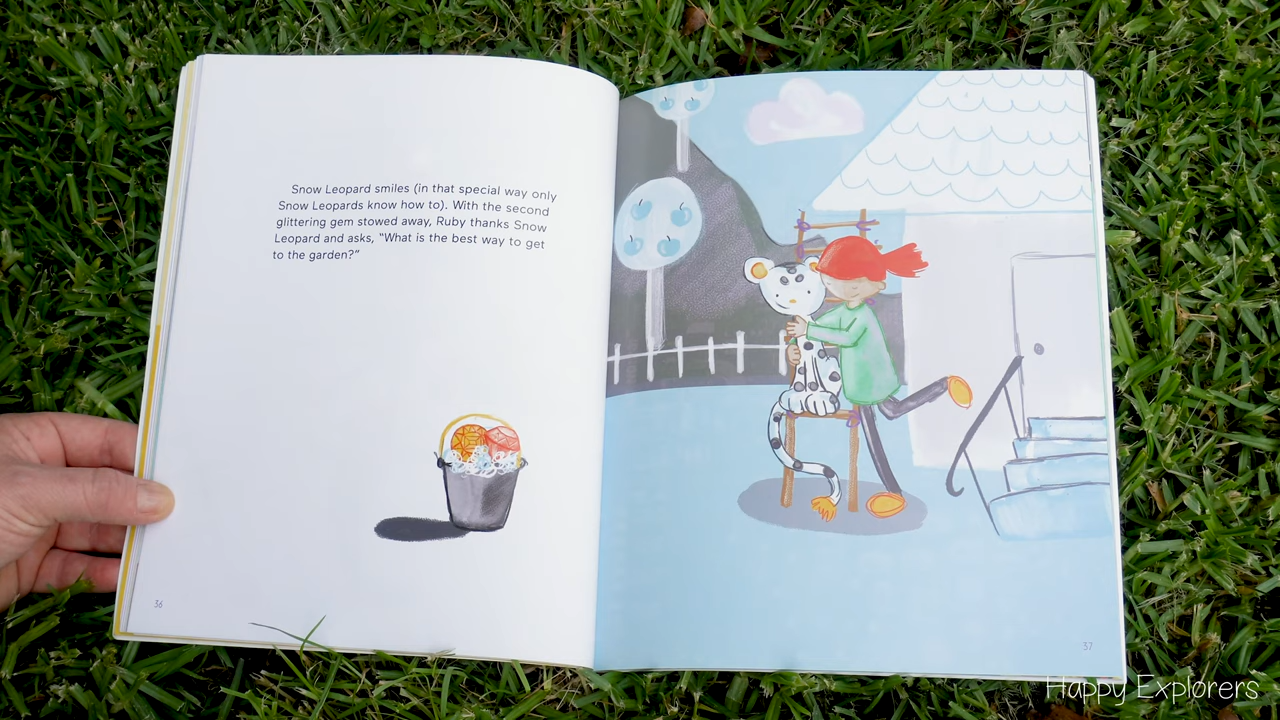 Snow Leopard smiles (in that special way only
Snow Leopards know how to). With the second
glittering gem stowed away, Ruby thanks Snow
Leopard and asks, “What is the best way to get
to the garden?”
36
37
Happy Explorers